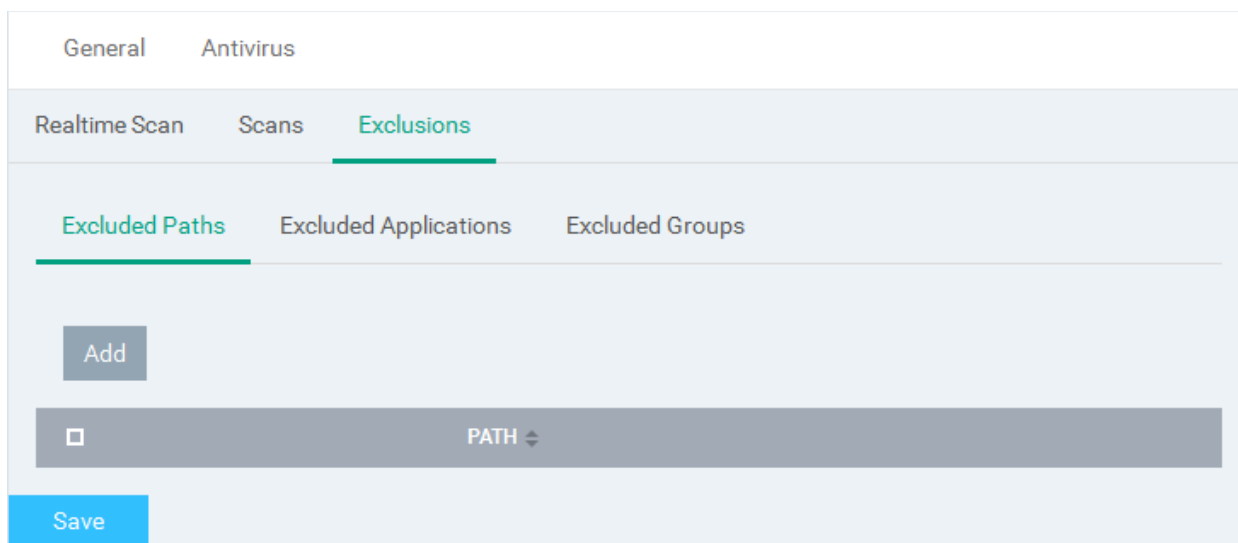 General Antivirus
Realtime Scan Scans Exclusions
Excluded Paths Excluded Applications Excluded Groups
Add
PATH
Save